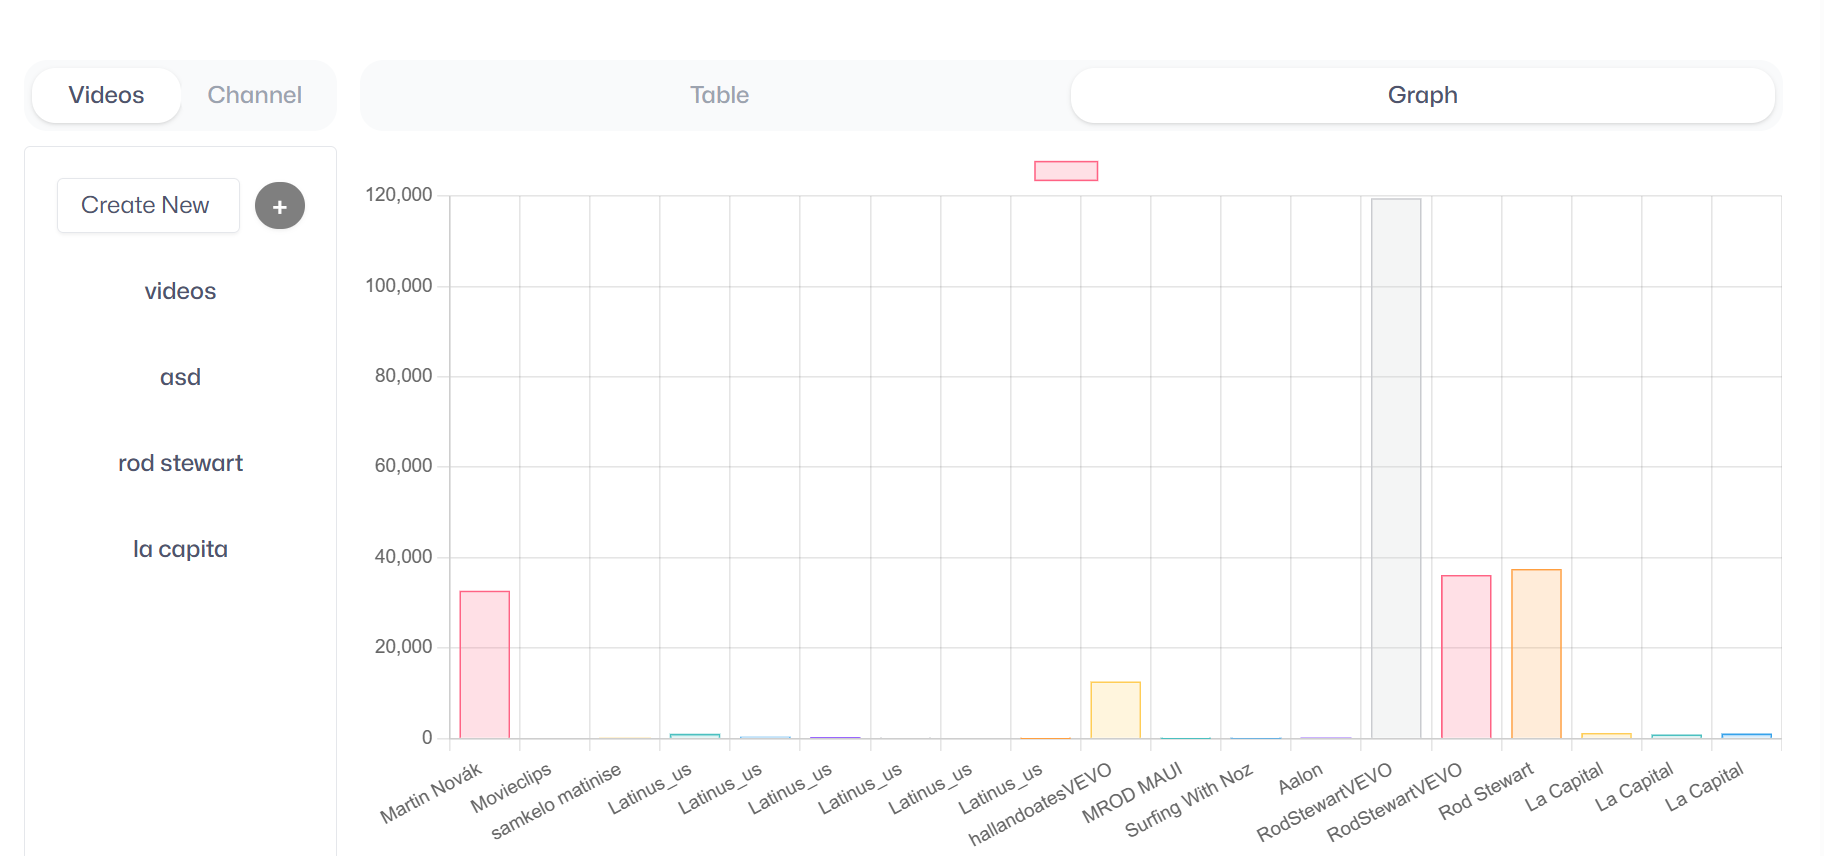 Videos
Channel
Table
Graph
Create New
+
videos
asd
rod stewart
la capita
120,000
100,000
80,000
60,000
40,000
20,000
0
Martin Novák
Movieclips
samkelo matinise
Latinus_us
Latinus_us
Latinus_us
Latinus_us
Latinus_us
Latinus_us
hallandoatesVEVO
MROD MAUI
Surfing With Noz
Aalon
RodStewartVEVO
RodStewartVEVO
Rod Stewart
La Capital
La Capital
La Capital